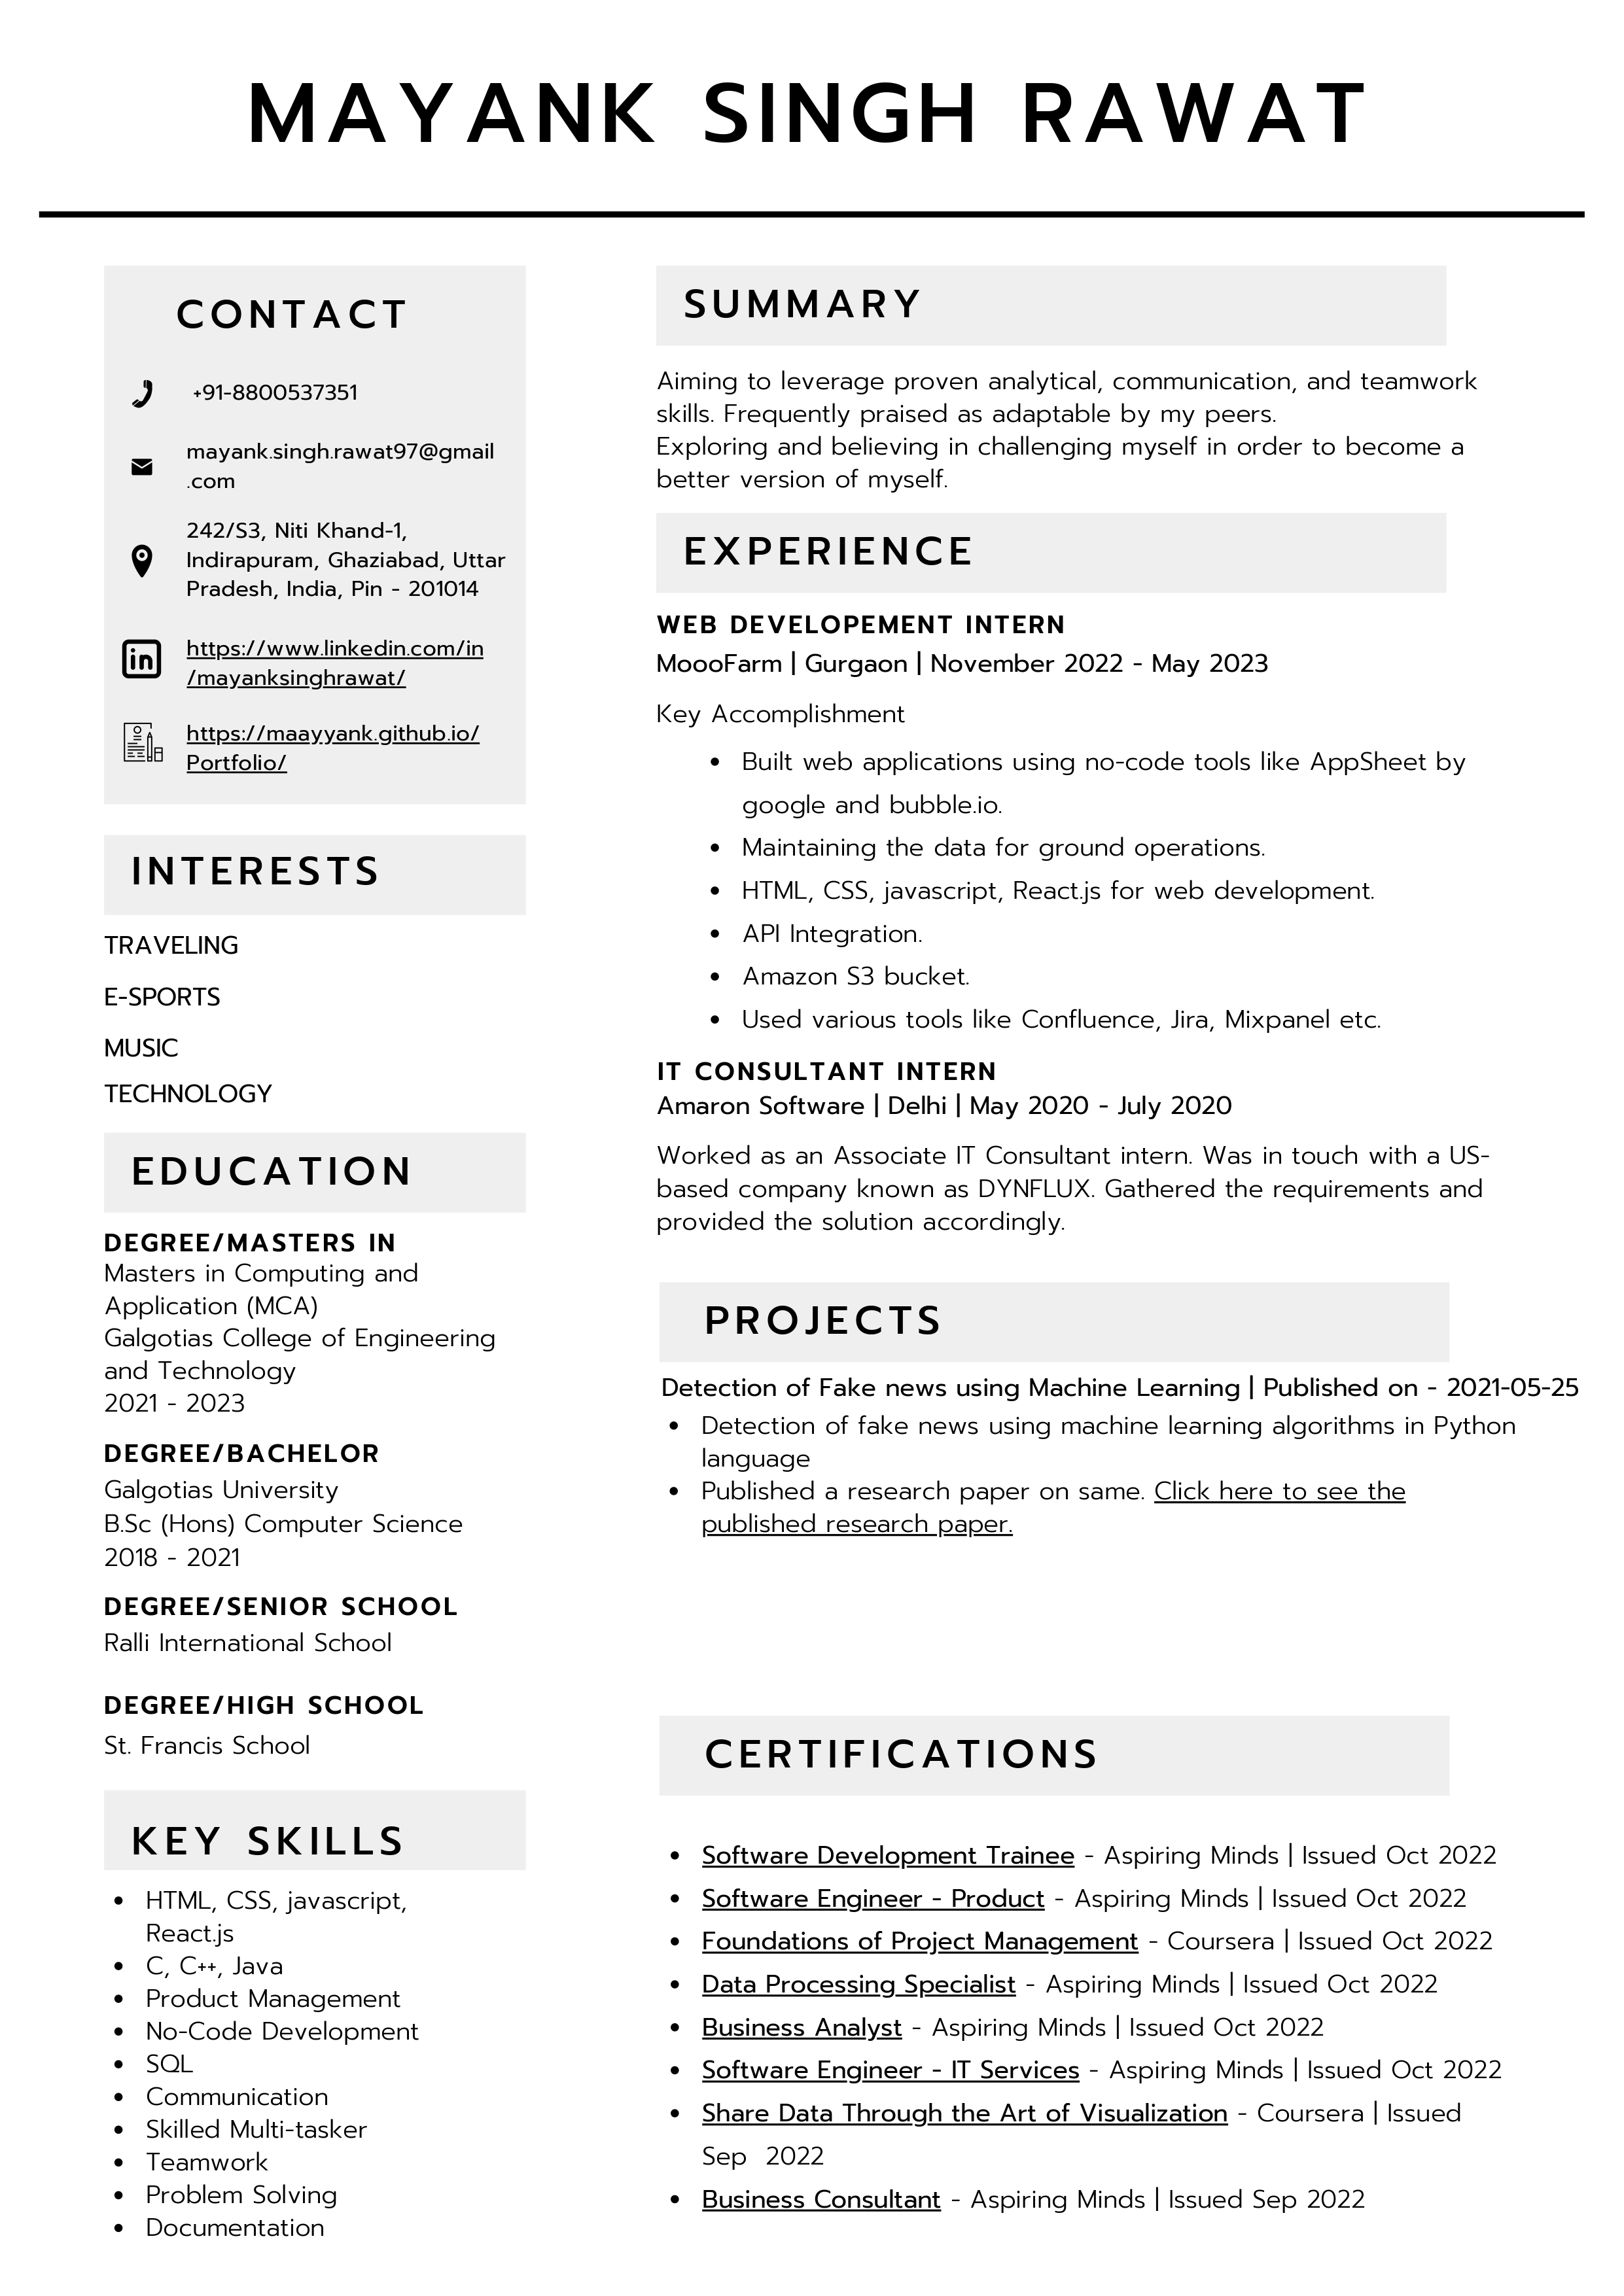 MAYANK SINGH RAWAT
CONTACT
+91-8800537351
mayank.singh.rawat97@gmail
.com
242/S3, Niti Khand-1,
Indirapuram, Ghaziabad, Uttar
Pradesh, India, Pin - 201014
https://www.linkedin.com/in
/mayanksinghrawat/
https://maayyank.github.io/
Portfolio/
INTERESTS
TRAVELING
E-SPORTS
MUSIC
TECHNOLOGY
EDUCATION
DEGREE/MASTERS IN
Masters in Computing and
Application (MCA)
Galgotias College of Engineering
and Technology
2021 - 2023
DEGREE/BACHELOR
Galgotias University
B.Sc (Hons) Computer Science
2018 - 2021
DEGREE/SENIOR SCHOOL
Ralli International School
DEGREE/HIGH SCHOOL
St. Francis School
KEY SKILLS
• HTML, CSS, javascript,
React.js
• C, C++, Java
• Product Management
• No-Code Development
• SQL
• Communication
• Skilled Multi-tasker
• Teamwork
• Problem Solving
• Documentation
SUMMARY
Aiming to leverage proven analytical, communication, and teamwork
skills. Frequently praised as adaptable by my peers.
Exploring and believing in challenging myself in order to become a
better version of myself.
EXPERIENCE
WEB DEVELOPEMENT INTERN
MoooFarm | Gurgaon | November 2022 - May 2023
Key Accomplishment
• Built web applications using no-code tools like AppSheet by
google and bubble.io.
• Maintaining the data for ground operations.
• HTML, CSS, javascript, React.js for web development.
• API Integration.
• Amazon S3 bucket.
• Used various tools like Confluence, Jira, Mixpanel etc.
IT CONSULTANT INTERN
Amaron Software | Delhi | May 2020 - July 2020
Worked as an Associate IT Consultant intern. Was in touch with a US-
based company known as DYNFLUX. Gathered the requirements and
provided the solution accordingly.
PROJECTS
Detection of Fake news using Machine Learning | Published on - 2021-05-25
• Detection of fake news using machine learning algorithms in Python
language
• Published a research paper on same. Click here to see the
published research paper.
CERTIFICATIONS
• Software Development Trainee - Aspiring Minds | Issued Oct 2022
• Software Engineer - Product - Aspiring Minds | Issued Oct 2022
• Foundations of Project Management - Coursera | Issued Oct 2022
• Data Processing Specialist - Aspiring Minds | Issued Oct 2022
• Business Analyst - Aspiring Minds | Issued Oct 2022
• Software Engineer - IT Services - Aspiring Minds | Issued Oct 2022
• Share Data Through the Art of Visualization - Coursera | Issued
Sep 2022
• Business Consultant - Aspiring Minds | Issued Sep 2022